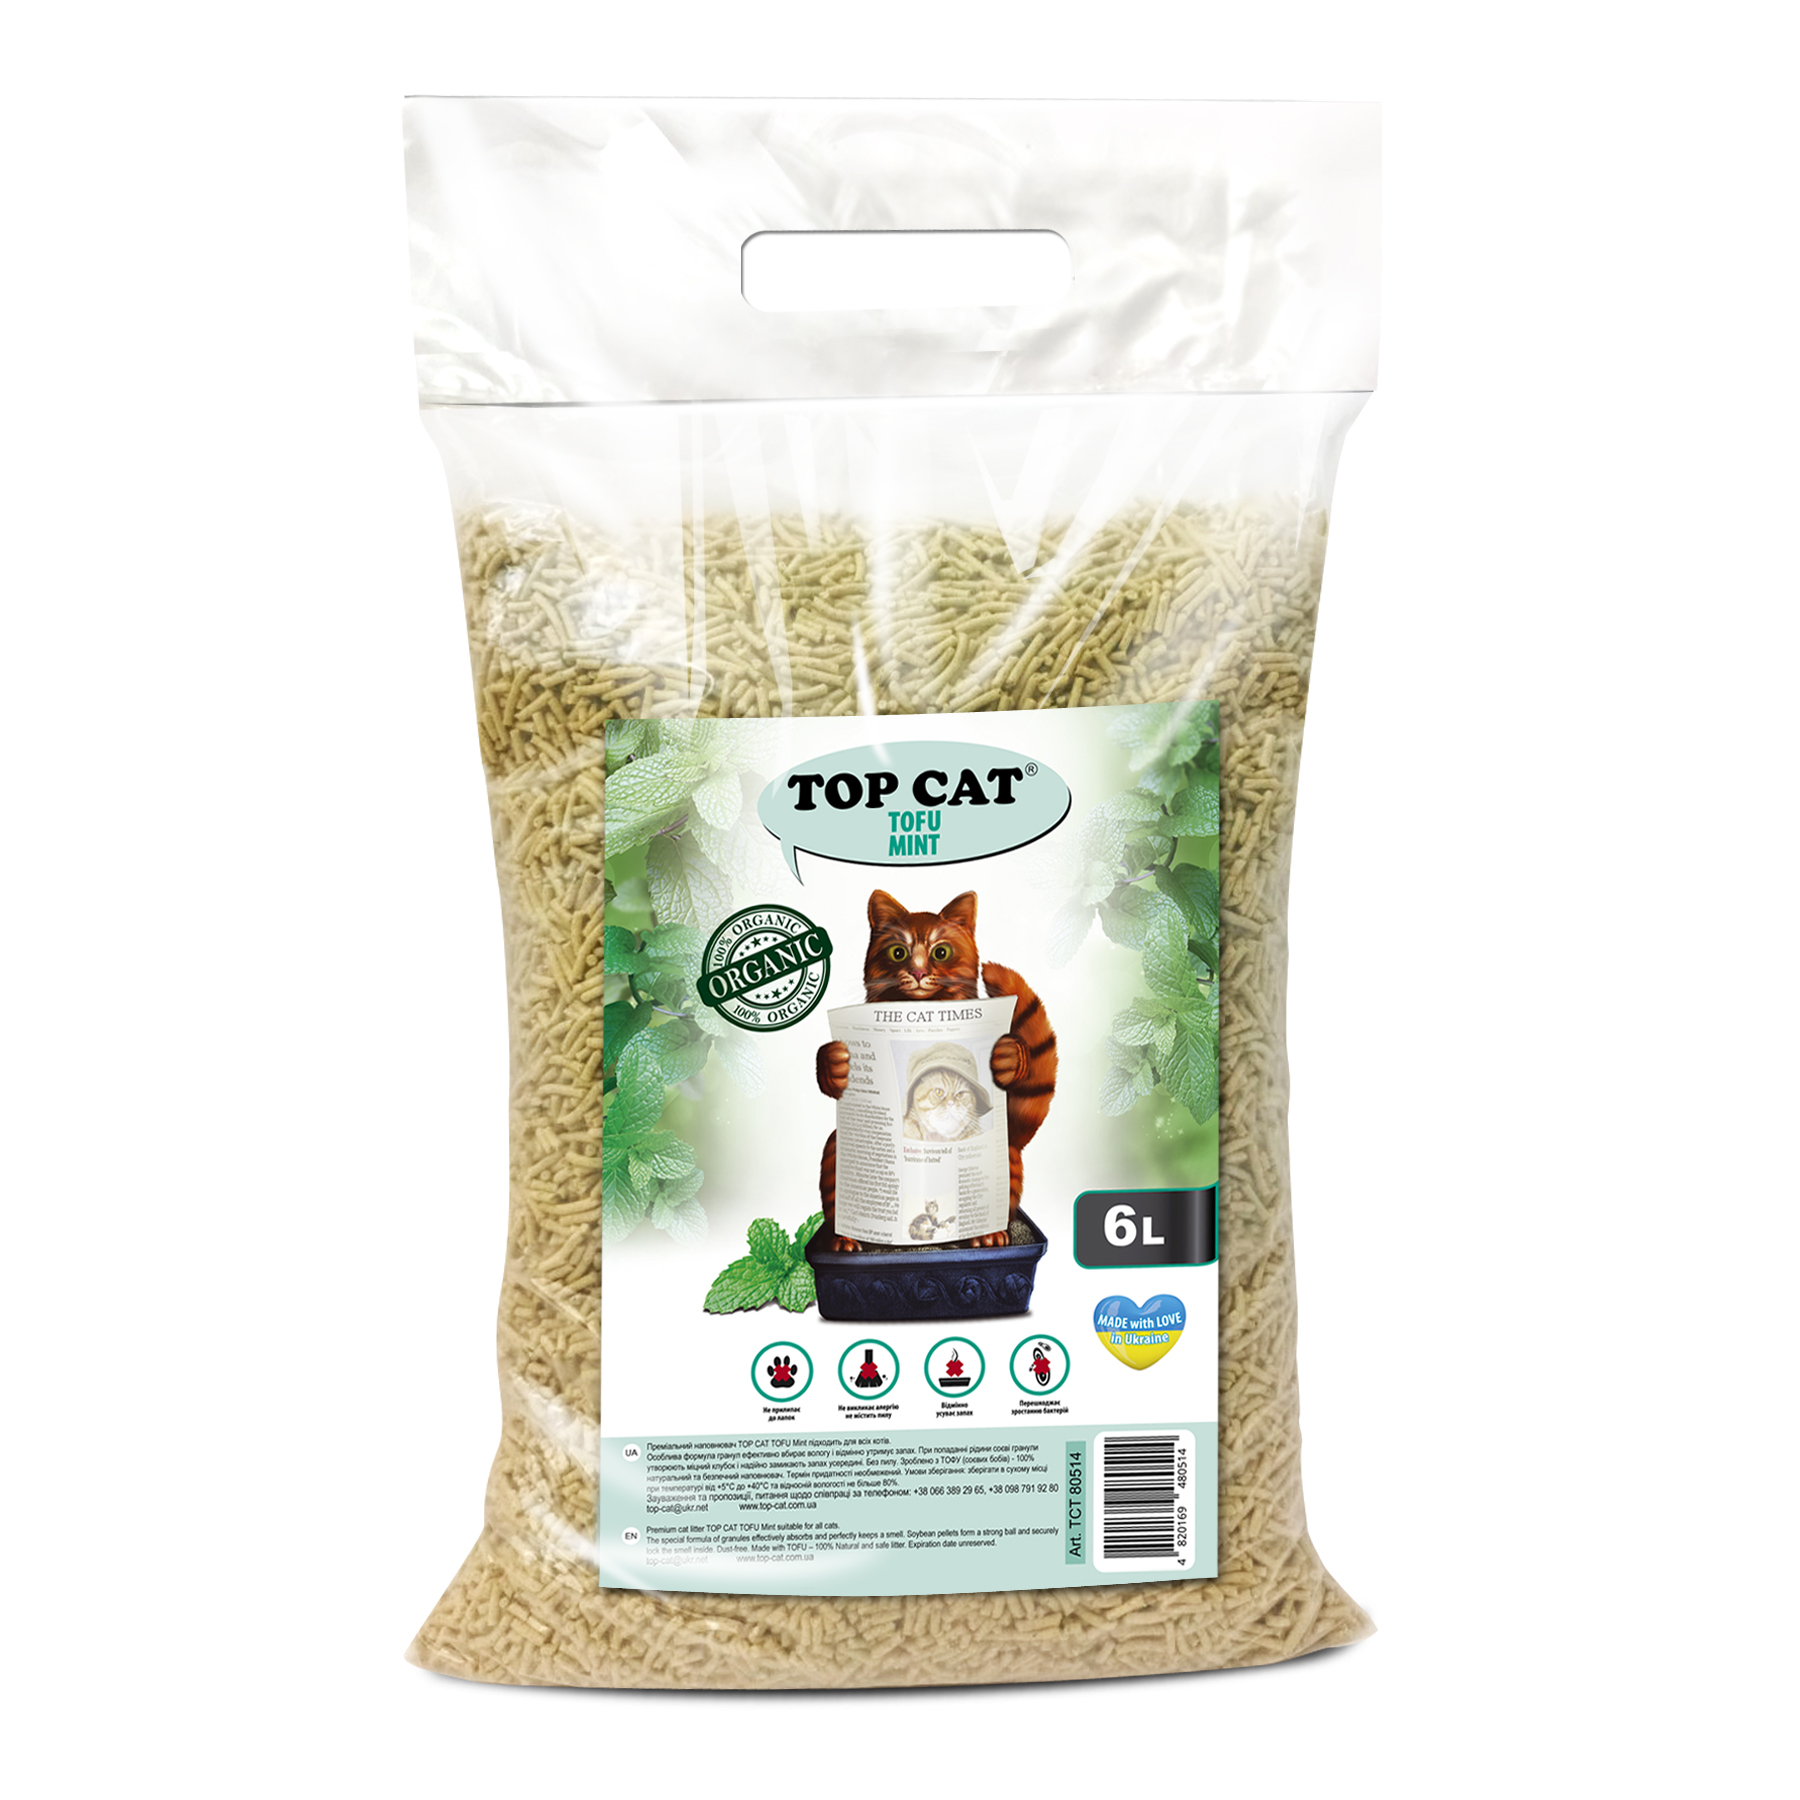 TOP CAT®
TOFU
MINT
100% ORGANIC
ORGANIC
100% ORGANIC
THE CAT TIMES
6L
MADE with LOVE
in Ukraine
Не прилипає
до лапок
Не викликає алергію
не містить пилу
Відмінно
усуває запах
Перешкоджає
зростанню бактерій
UA
Преміальний наповнювач TOP CAT TOFU Mint підходить для всіх котів.
Особлива формула гранул ефективно вбирає вологу і відмінно утримує запах. При попаданні рідини соєві гранули
утворюють міцний клубок і надійно замикають запах усередині. Без пилу. Зроблено з ТОФУ (соєвих бобів) - 100%
натуральний та безпечний наповнювач. Термін придатності необмежений. Умови зберігання: зберігати в сухому місці
при температурі від +5°C до +40°C та відносній вологості не більше 80%.
Зауваження та пропозиції, питання щодо співпраці за телефоном: +38 066 389 29 65, +38 098 791 92 80
top-cat@ukr.net www.top-cat.com.ua
EN
Premium cat litter TOP CAT TOFU Mint suitable for all cats.
The special formula of granules effectively absorbs and perfectly keeps a smell. Soybean pellets form a strong ball and securely
lock the smell inside. Dust-free. Made with TOFU – 100% Natural and safe litter. Expiration date unreserved.
top-cat@ukr.net www.top-cat.com.ua
Art. TCT 80514
4 820169 480514